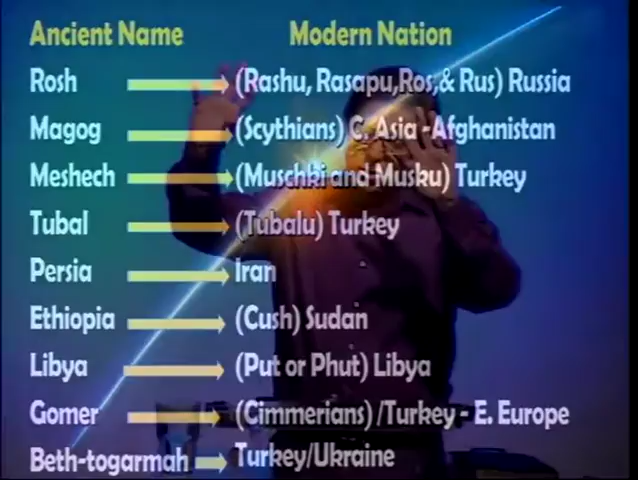 Ancient Name Modern Nation
Rosh (Rashu, Rasapu,Ros,& Rus) Russia
Magog (Scythians) C. Asia -Afghanistan
Meshech (Muschki and Musku) Turkey
Tubal (Tubalu) Turkey
Persia Iran
Ethiopia (Cush) Sudan
Libya (Put or Phut) Libya
Gomer (Cimmerians) /Turkey - E. Europe
Beth-togarmah Turkey/Ukraine